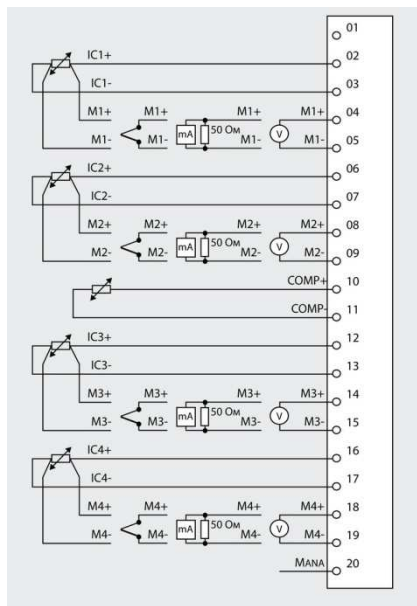 01
IC1+ 02
IC1- 03
M1+ M1+ M1+ M1+ 04
mA 50 Ом V
M1- M1- M1- M1- 05
IC2+ 06
IC2- 07
M2+ M2+ M2+ M2+ 08
mA 50 Ом V
M2- M2- M2- M2- 09
COMP+ 10
COMP- 11
IC3+ 12
IC3- 13
M3+ M3+ M3+ M3+ 14
mA 50 Ом V
M3- M3- M3- M3- 15
IC4+ 16
IC4- 17
M4+ M4+ M4+ M4+ 18
mA 50 Ом V
M4- M4- M4- M4- 19
MANA 20